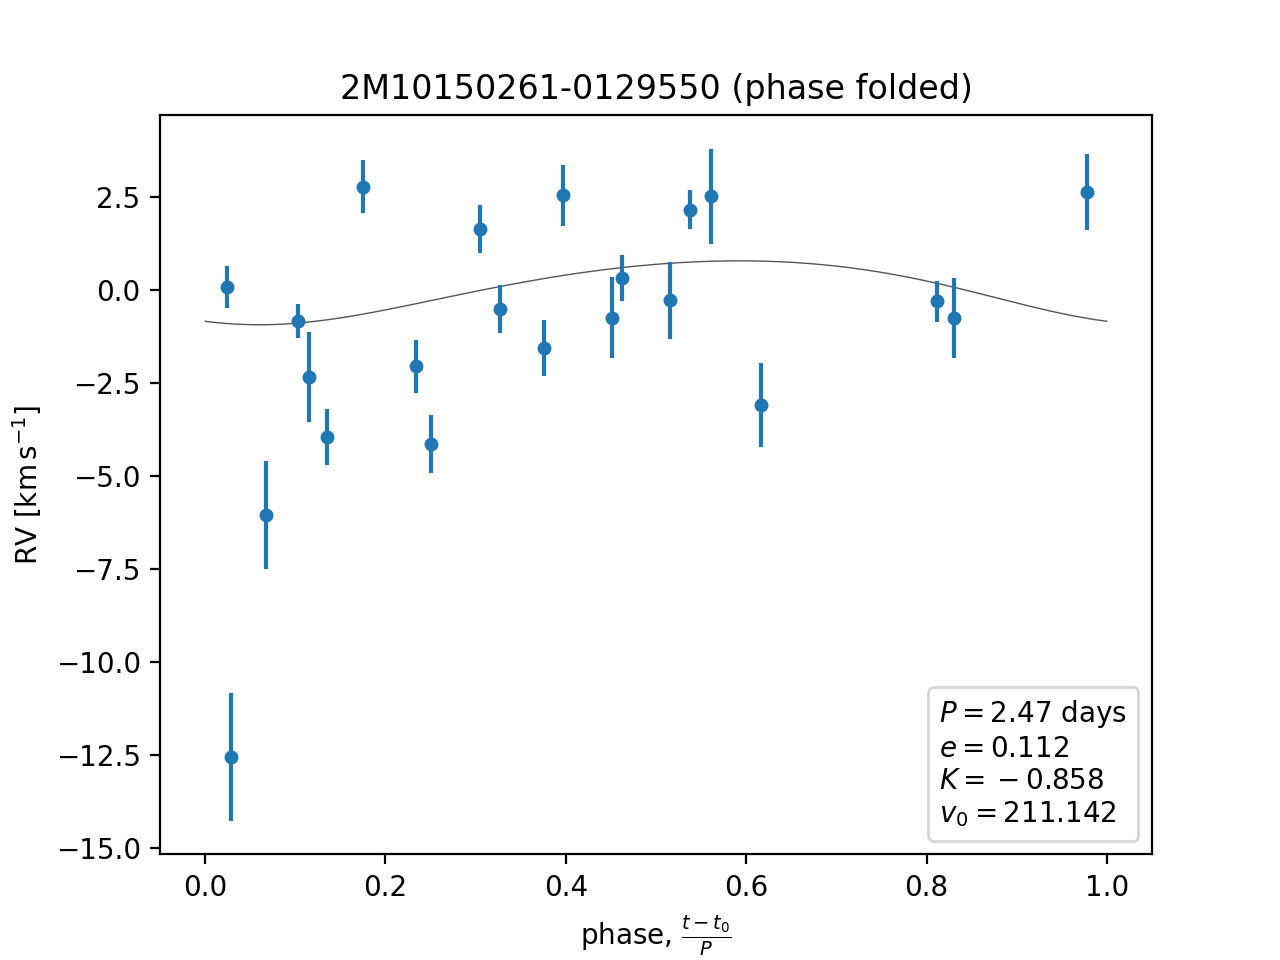 2M10150261-0129550 (phase folded)
RV [km s⁻¹]
2.5
0.0
−2.5
−5.0
−7.5
−10.0
−12.5
−15.0
P = 2.47 days
e = 0.112
K = −0.858
v₀ = 211.142
0.0 0.2 0.4 0.6 0.8 1.0
phase, (t − t₀)/P